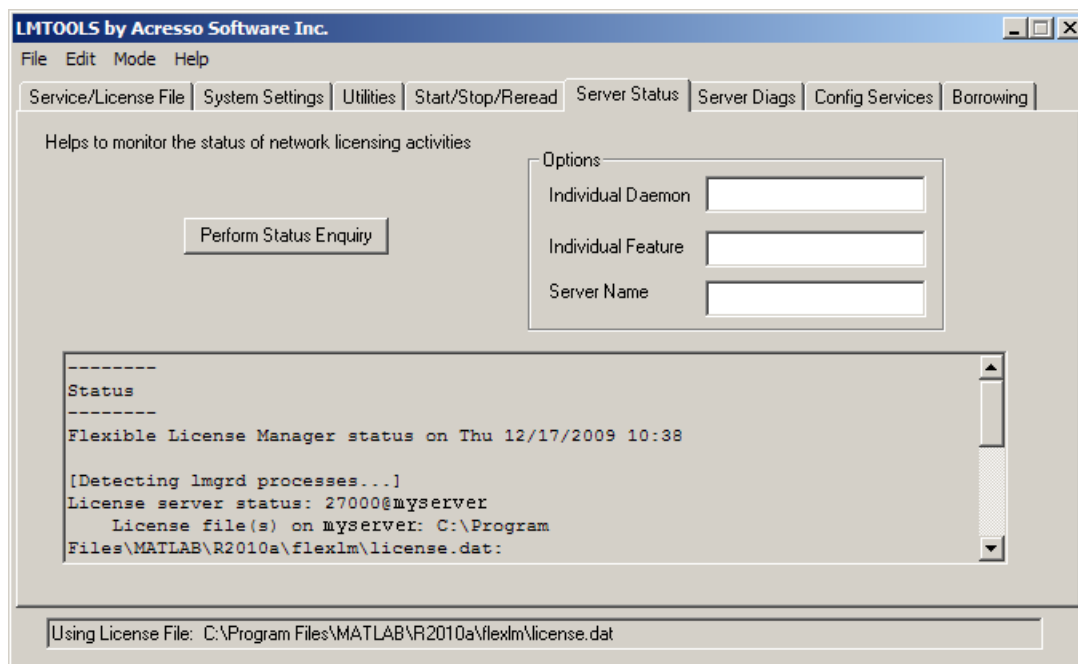 LMTOOLS by Acresso Software Inc.
File Edit Mode Help
Service/License File System Settings Utilities Start/Stop/Reread Server Status Server Diags Config Services Borrowing
Helps to monitor the status of network licensing activities
Options
Individual Daemon
Perform Status Enquiry
Individual Feature
Server Name
--------
Status
--------
Flexible License Manager status on Thu 12/17/2009 10:38
[Detecting lmgrd processes...]
License server status: 27000@myserver
License file(s) on myserver: C:\Program
Files\MATLAB\R2010a\flexlm\license.dat:
Using License File: C:\Program Files\MATLAB\R2010a\flexlm\license.dat